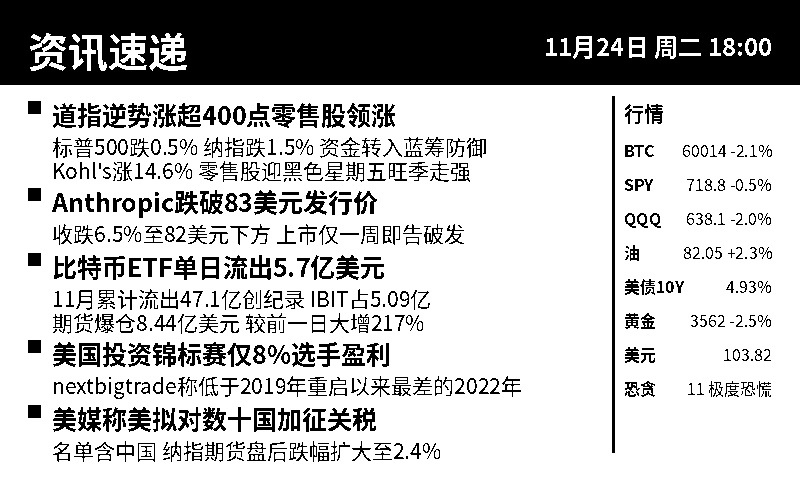 资讯速递
11月24日 周二 18:00
道指逆势涨超400点零售股领涨
标普500跌0.5% 纳指跌1.5% 资金转入蓝筹防御
Kohl's涨14.6% 零售股迎黑色星期五旺季走强
Anthropic跌破83美元发行价
收跌6.5%至82美元下方 上市仅一周即告破发
比特币ETF单日流出5.7亿美元
11月累计流出47.1亿创纪录 IBIT占5.09亿
期货爆仓8.44亿美元 较前一日大增217%
美国投资锦标赛仅8%选手盈利
nextbigtrade称低于2019年重启以来最差的2022年
美媒称美拟对数十国加征关税
名单含中国 纳指期货盘后跌幅扩大至2.4%
行情
BTC 60014 -2.1%
SPY 718.8 -0.5%
QQQ 638.1 -2.0%
油 82.05 +2.3%
美债10Y 4.93%
黄金 3562 -2.5%
美元 103.82
恐贪 11 极度恐慌